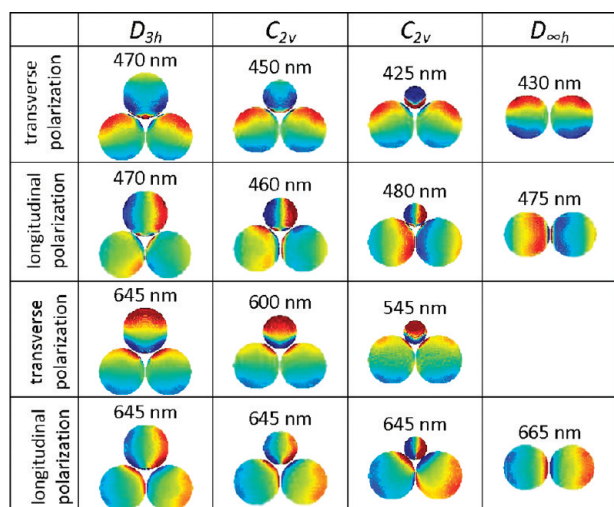 D3h C2v C2v D∞h
transverse polarization 470 nm 450 nm 425 nm 430 nm
longitudinal polarization 470 nm 460 nm 480 nm 475 nm
transverse polarization 645 nm 600 nm 545 nm
longitudinal polarization 645 nm 645 nm 645 nm 665 nm